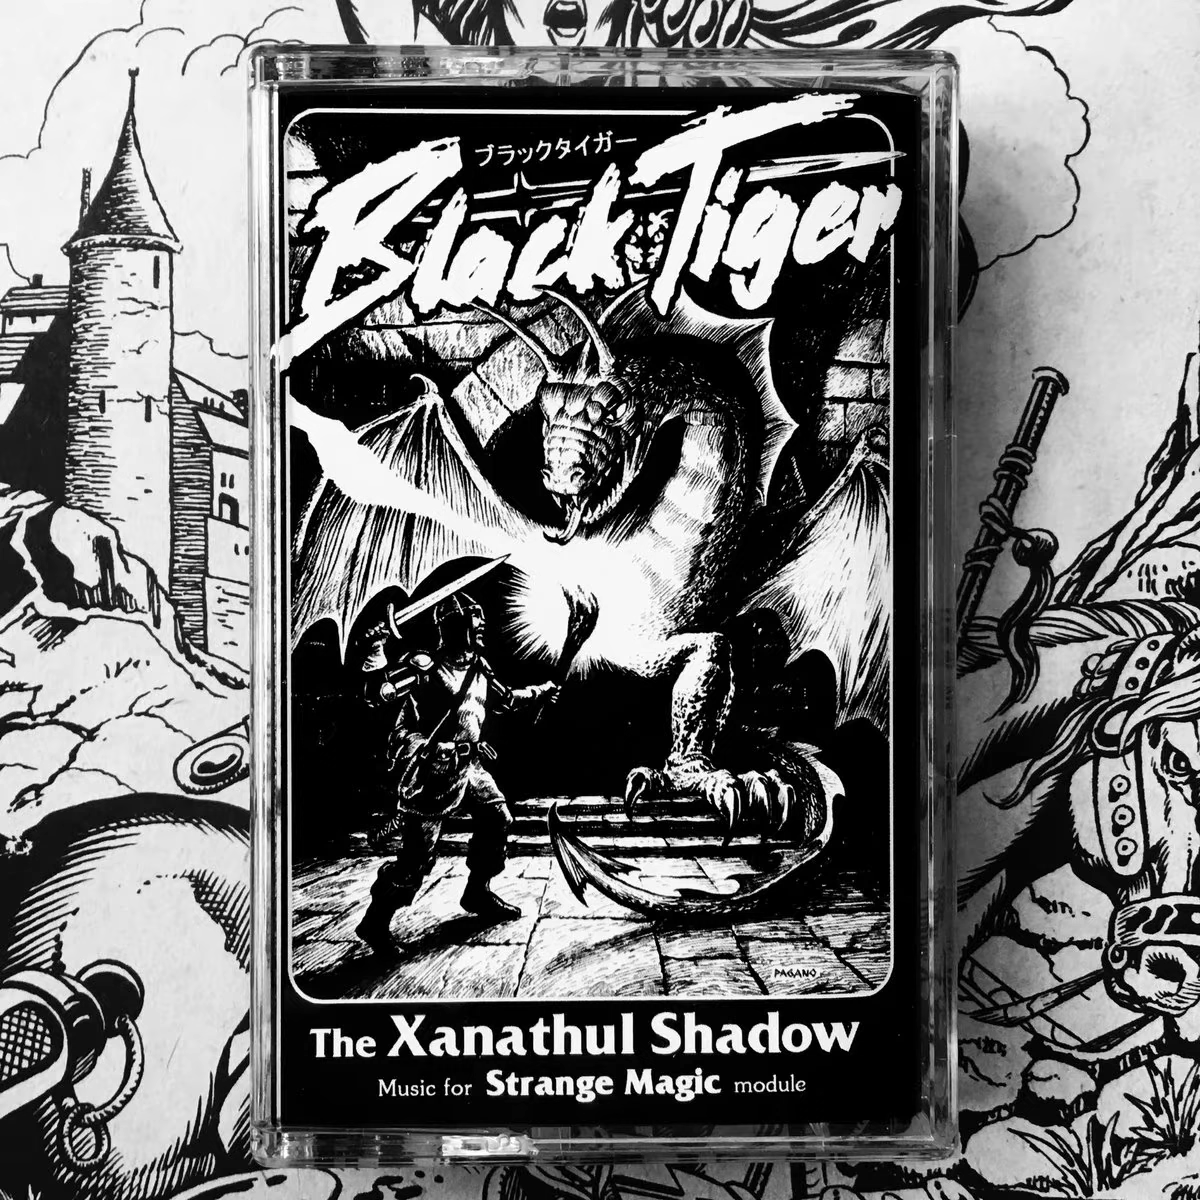 ブラックタイガー
Black Tiger
PAGANO
The Xanathul Shadow
Music for Strange Magic module